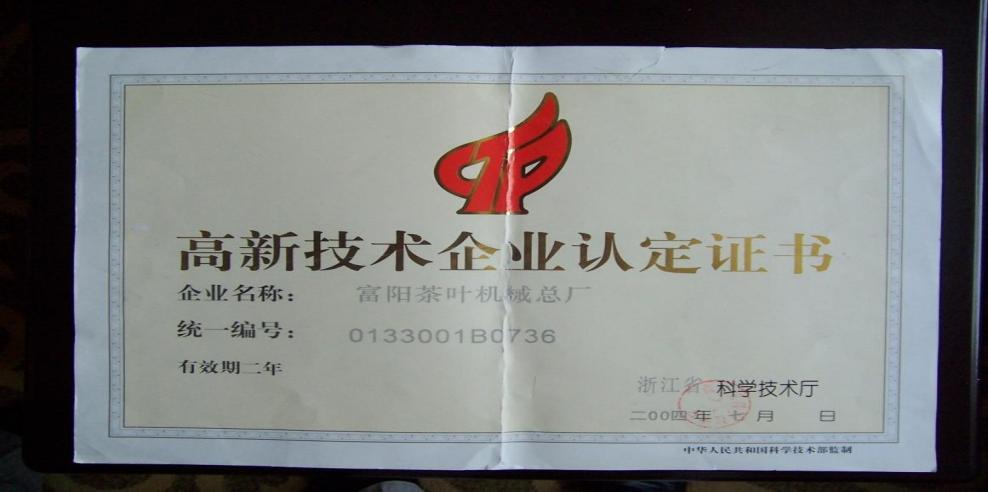 高新技术企业认定证书
企业名称： 富阳茶叶机械总厂
统一编号： 0133001B0736
有效期二年
浙江省 科学技术厅
二00四年 七月 日
中华人民共和国科学技术部监制